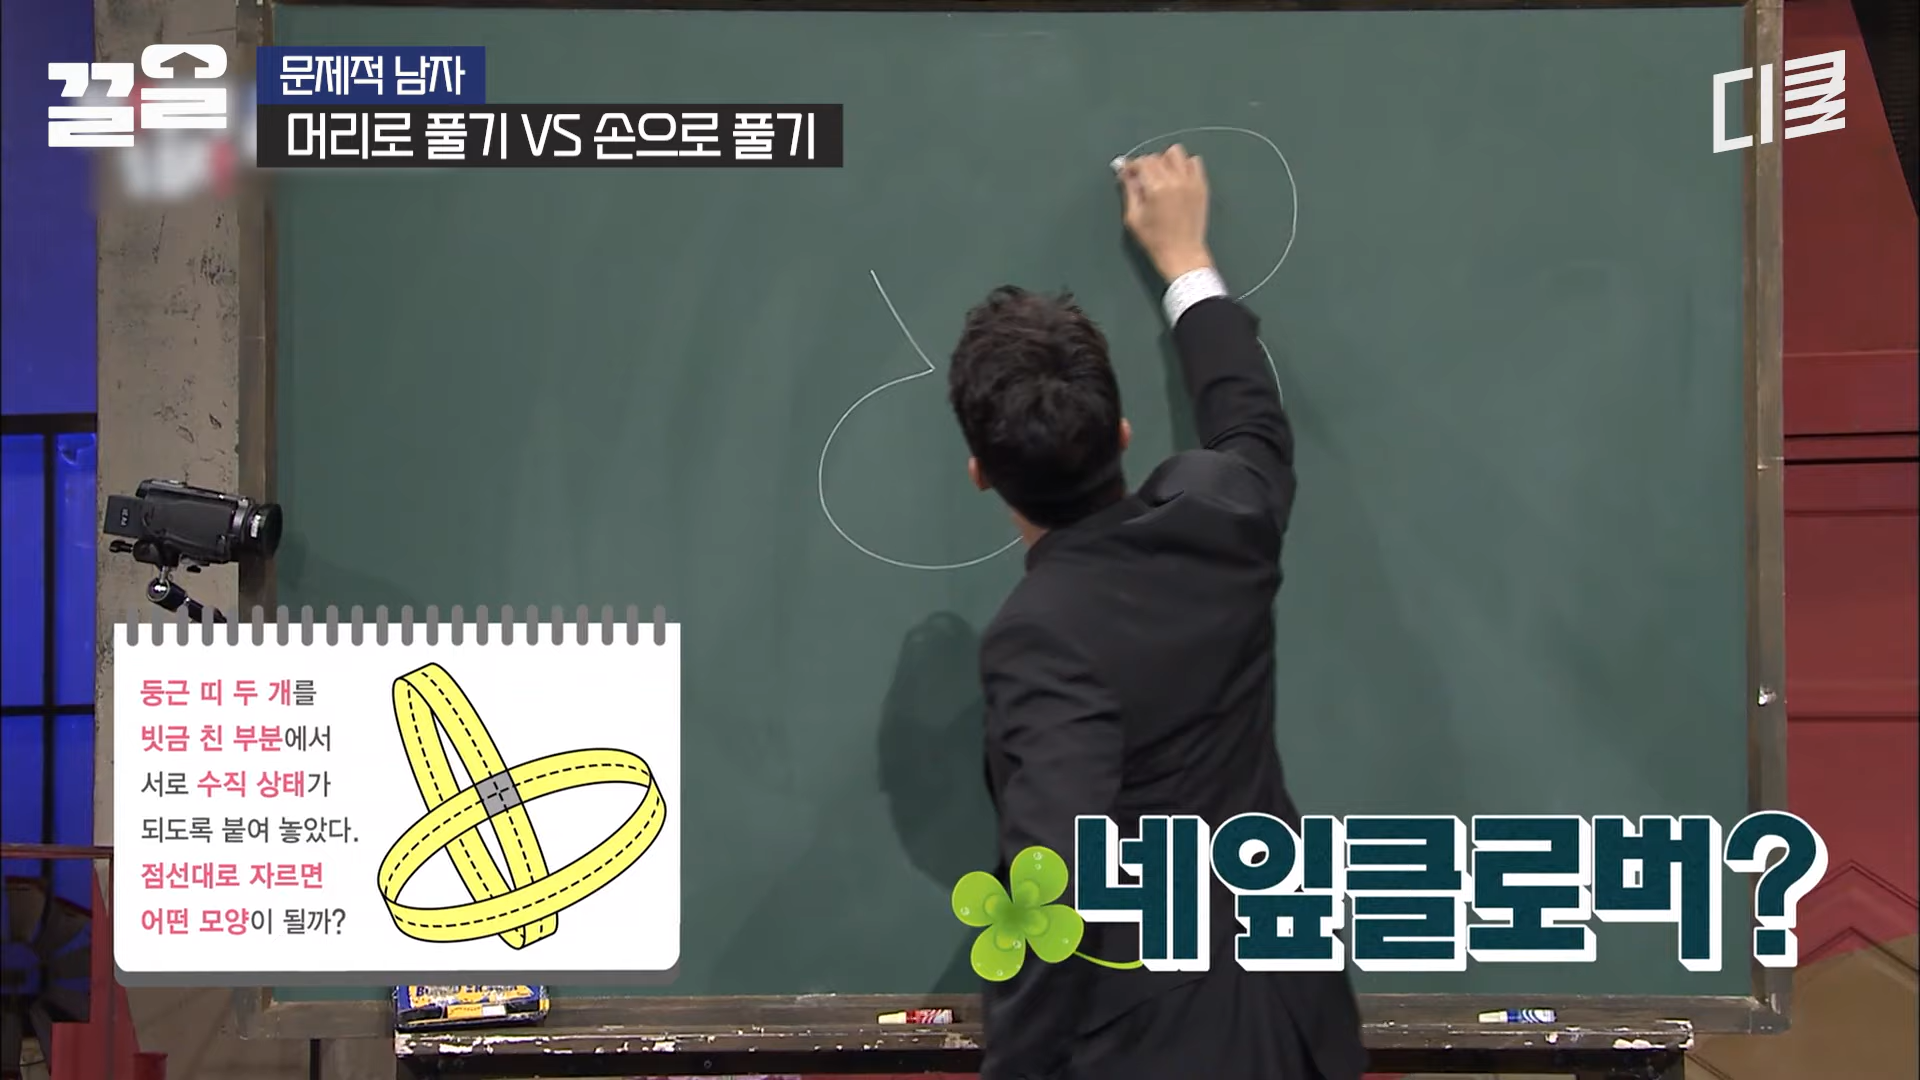 끌올
문제적 남자
머리로 풀기 VS 손으로 풀기
디클
둥근 띠 두 개를
빗금 친 부분에서
서로 수직 상태가
되도록 붙여 놓았다.
점선대로 자르면
어떤 모양이 될까?
네잎클로버?